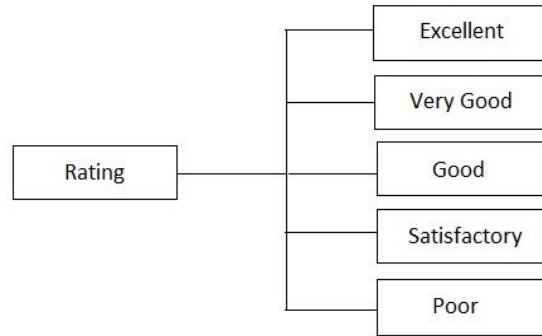 Excellent
Very Good
Rating
Good
Satisfactory
Poor